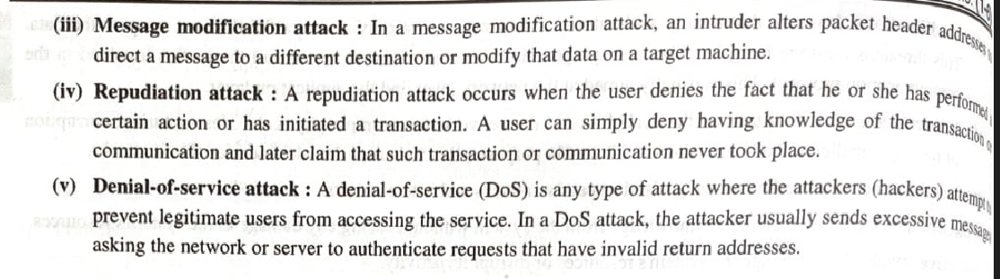 (iii) Message modification attack : In a message modification attack, an intruder alters packet header addresses
direct a message to a different destination or modify that data on a target machine.
(iv) Repudiation attack : A repudiation attack occurs when the user denies the fact that he or she has performed
certain action or has initiated a transaction. A user can simply deny having knowledge of the transaction
communication and later claim that such transaction or communication never took place.
(v) Denial-of-service attack : A denial-of-service (DoS) is any type of attack where the attackers (hackers) attempt
prevent legitimate users from accessing the service. In a DoS attack, the attacker usually sends excessive message
asking the network or server to authenticate requests that have invalid return addresses.